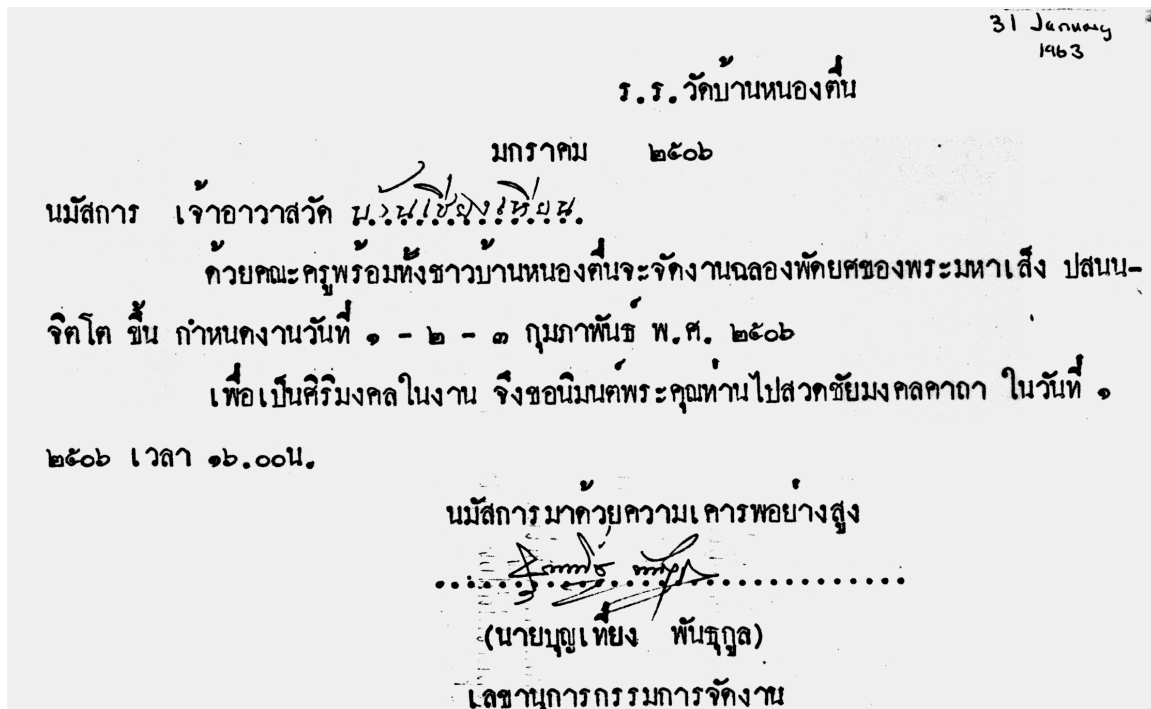 31 January
1963
ร.ร.วัดบ้านหนองตื่น
มกราคม ๒๕๐๖
นมัสการ เจ้าอาวาสวัด บ้านเชียงเหียน
ด้วยคณะครูพร้อมทั้งชาวบ้านหนองตื่นจะจัดงานฉลองพัดยศของพระมหาเส็ง ปสนน-
จิตโต ขึ้น กำหนดงานวันที่ ๑ - ๒ - ๓ กุมภาพันธ์ พ.ศ. ๒๕๐๖
เพื่อเป็นศิริมงคลในงาน จึงขอนิมนต์พระคุณท่านไปสวดชัยมงคลคาถา ในวันที่ ๑
๒๕๐๖ เวลา ๑๖.๐๐น.
นมัสการมาด้วยความเคารพอย่างสูง
(นายบุญเที่ยง พันธุกูล)
เลขานุการกรรมการจัดงาน